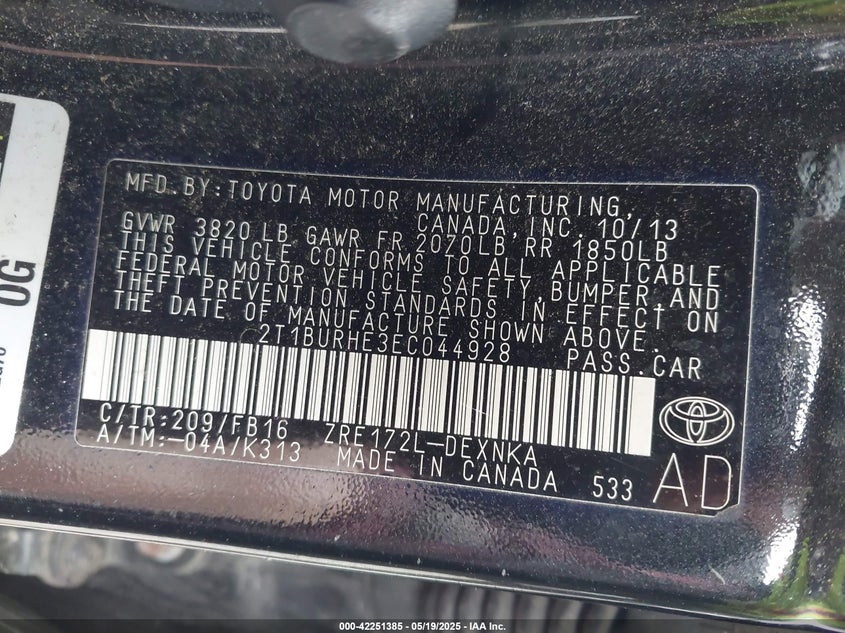 MFD. BY: TOYOTA MOTOR MANUFACTURING,
CANADA, INC. 10/13
GVWR 3820 LB GAWR FR 2070LB RR 1850LB
THIS VEHICLE CONFORMS TO ALL APPLICABLE
FEDERAL MOTOR VEHICLE SAFETY, BUMPER, AND
THEFT PREVENTION STANDARDS IN EFFECT ON
THE DATE OF MANUFACTURE SHOWN ABOVE.
2T1BURHE3EC044928 PASS. CAR
C/TR: 209/FB16 ZRE172L-DEXNKA
A/TM: -04A/K313 MADE IN CANADA 533
AD
OG
000-42251385 - 05/19/2025 - IAA Inc.